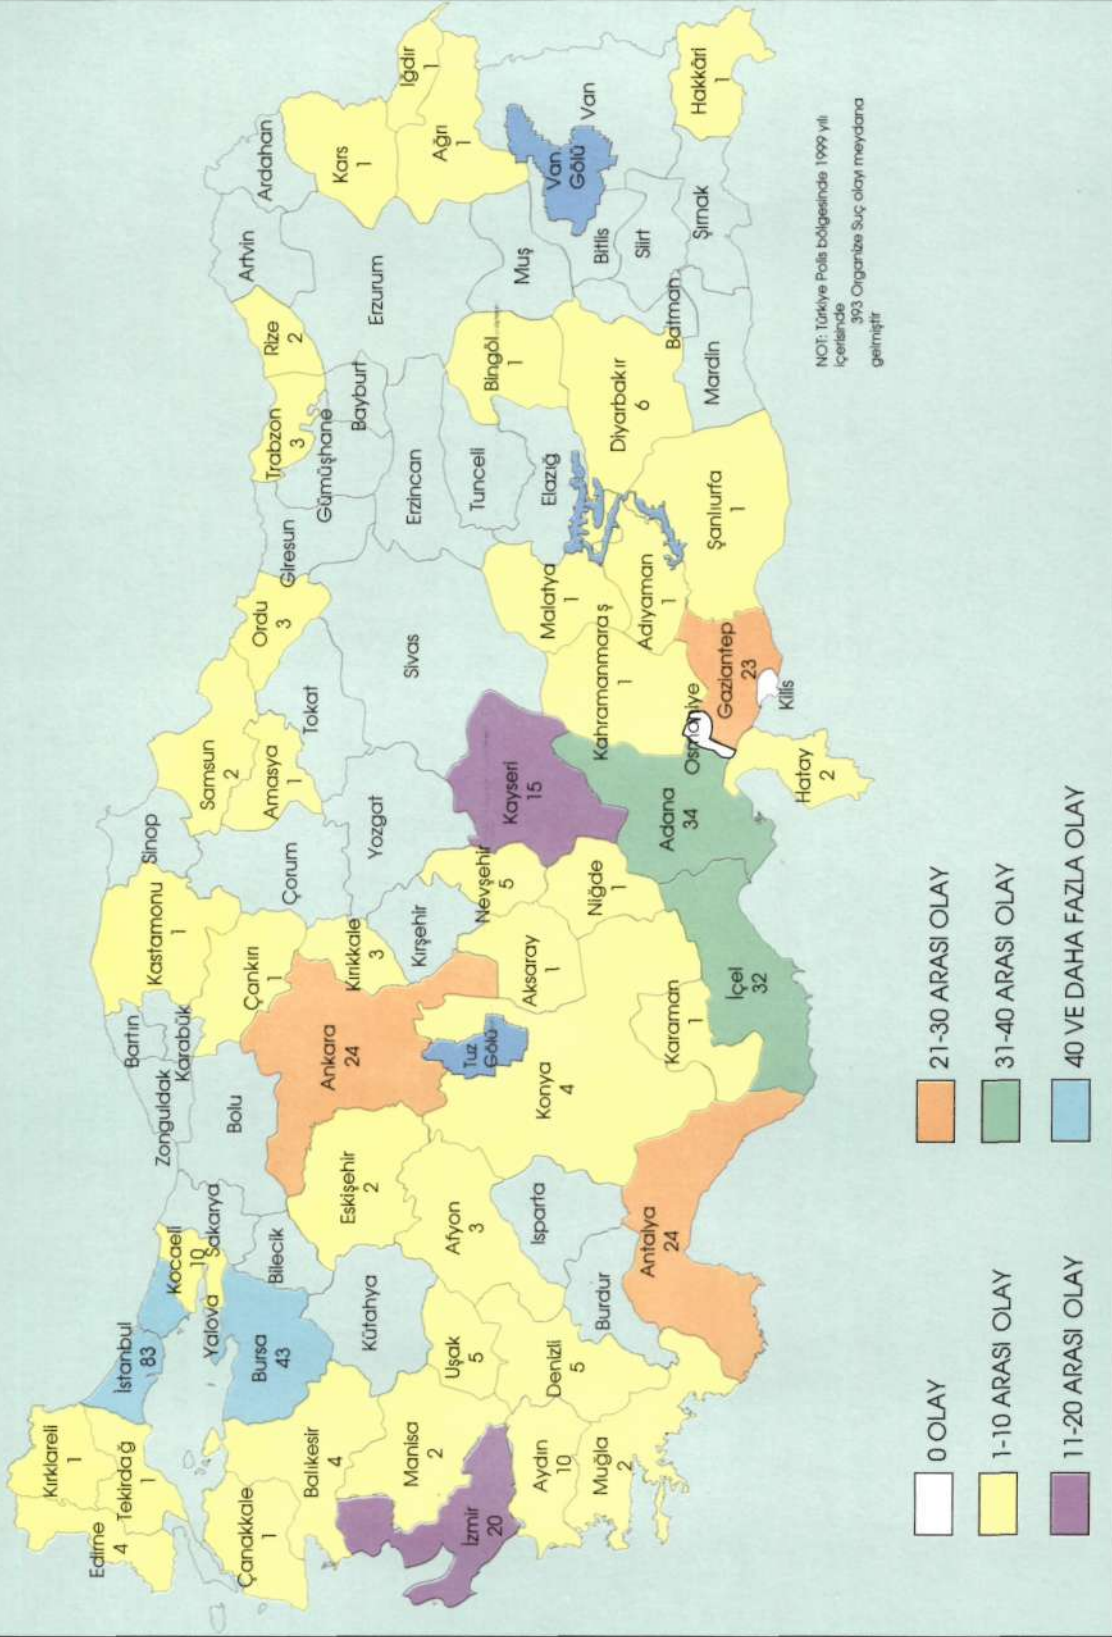 Kırklareli
1
Edirne
4
Tekirdağ
1
İstanbul
83
Kocaeli
10
Sakarya
Yalova
Bursa
43
Bilecik
Çanakkale
1
Balıkesir
4
Kütahya
Eskişehir
2
Manisa
2
Uşak
5
Afyon
3
İzmir
20
Aydın
10
Denizli
5
Muğla
2
Burdur
Isparta
Antalya
24
Zonguldak
Bartın
Karabük
Bolu
Kastamonu
1
Çankırı
1
Ankara
24
Kırıkkale
3
Kırşehir
Tuz
Gölü
Konya
4
Aksaray
1
Karaman
1
İçel
32
Niğde
1
Nevşehir
5
Sinop
Samsun
2
Amasya
1
Çorum
Yozgat
Tokat
Kayseri
15
Adana
34
Osmaniye
Hatay
2
Ordu
3
Giresun
Sivas
Malatya
1
Kahramanmaraş
1
Adıyaman
1
Gaziantep
23
Kilis
Trabzon
3
Rize
2
Gümüşhane
Bayburt
Erzincan
Tunceli
Elazığ
Bingöl
1
Diyarbakır
6
Şanlıurfa
1
Mardin
Batman
Artvin
Ardahan
Kars
1
Iğdır
1
Ağrı
1
Erzurum
Muş
Bitlis
Siirt
Şırnak
Van
Gölü
Van
Hakkâri
1
NOT: Türkiye Polis bölgesinde 1999 yılı
içerisinde
393 Organize Suç olayı meydana
gelmiştir
0 OLAY
1-10 ARASI OLAY
11-20 ARASI OLAY
21-30 ARASI OLAY
31-40 ARASI OLAY
40 VE DAHA FAZLA OLAY